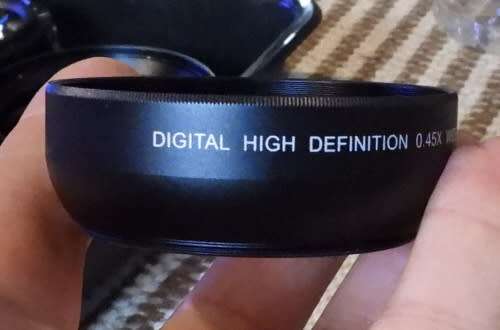 DIGITAL HIGH DEFINITION 0.45X